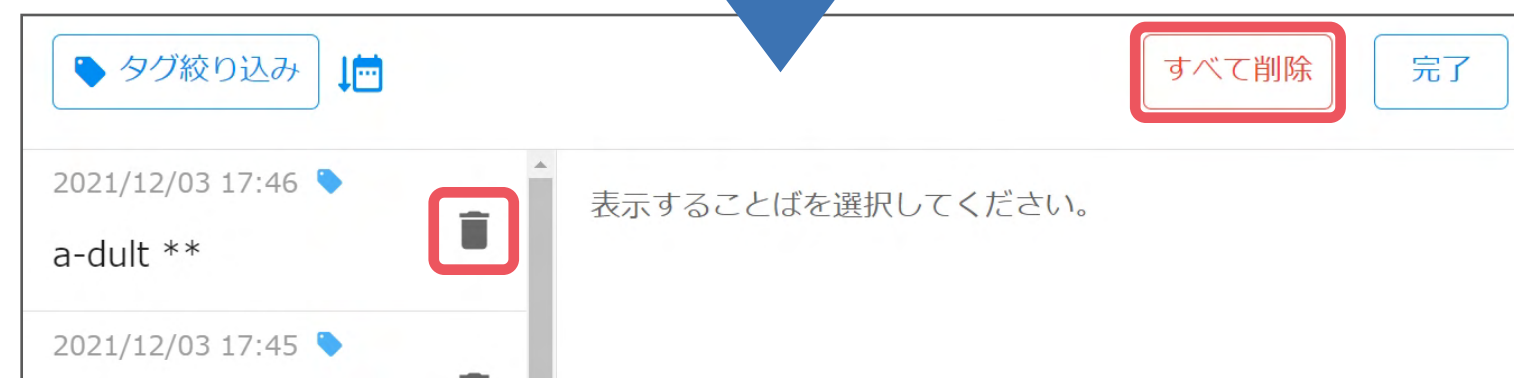 タグ絞り込み
すべて削除
完了
2021/12/03 17:46
a-dult **
2021/12/03 17:45
表示することばを選択してください。